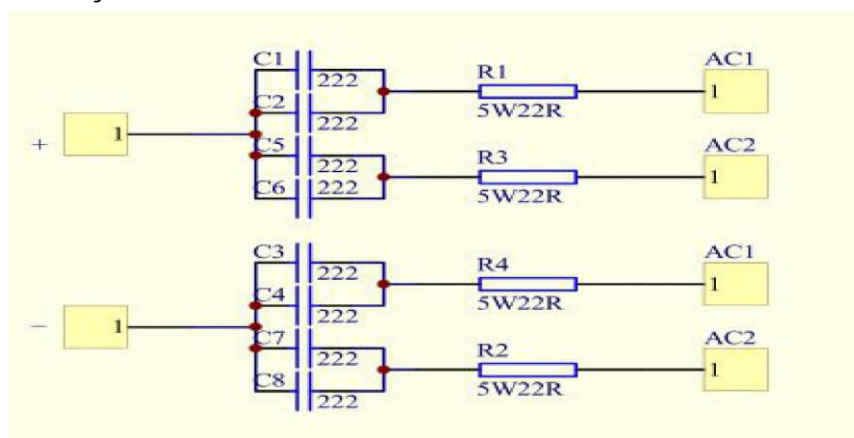 C1 222
R1
AC1
C2 222
5W22R
1
+ 1
C5 222
R3
AC2
C6 222
5W22R
1
C3 222
R4
AC1
C4 222
5W22R
1
− 1
C7 222
R2
AC2
C8 222
5W22R
1